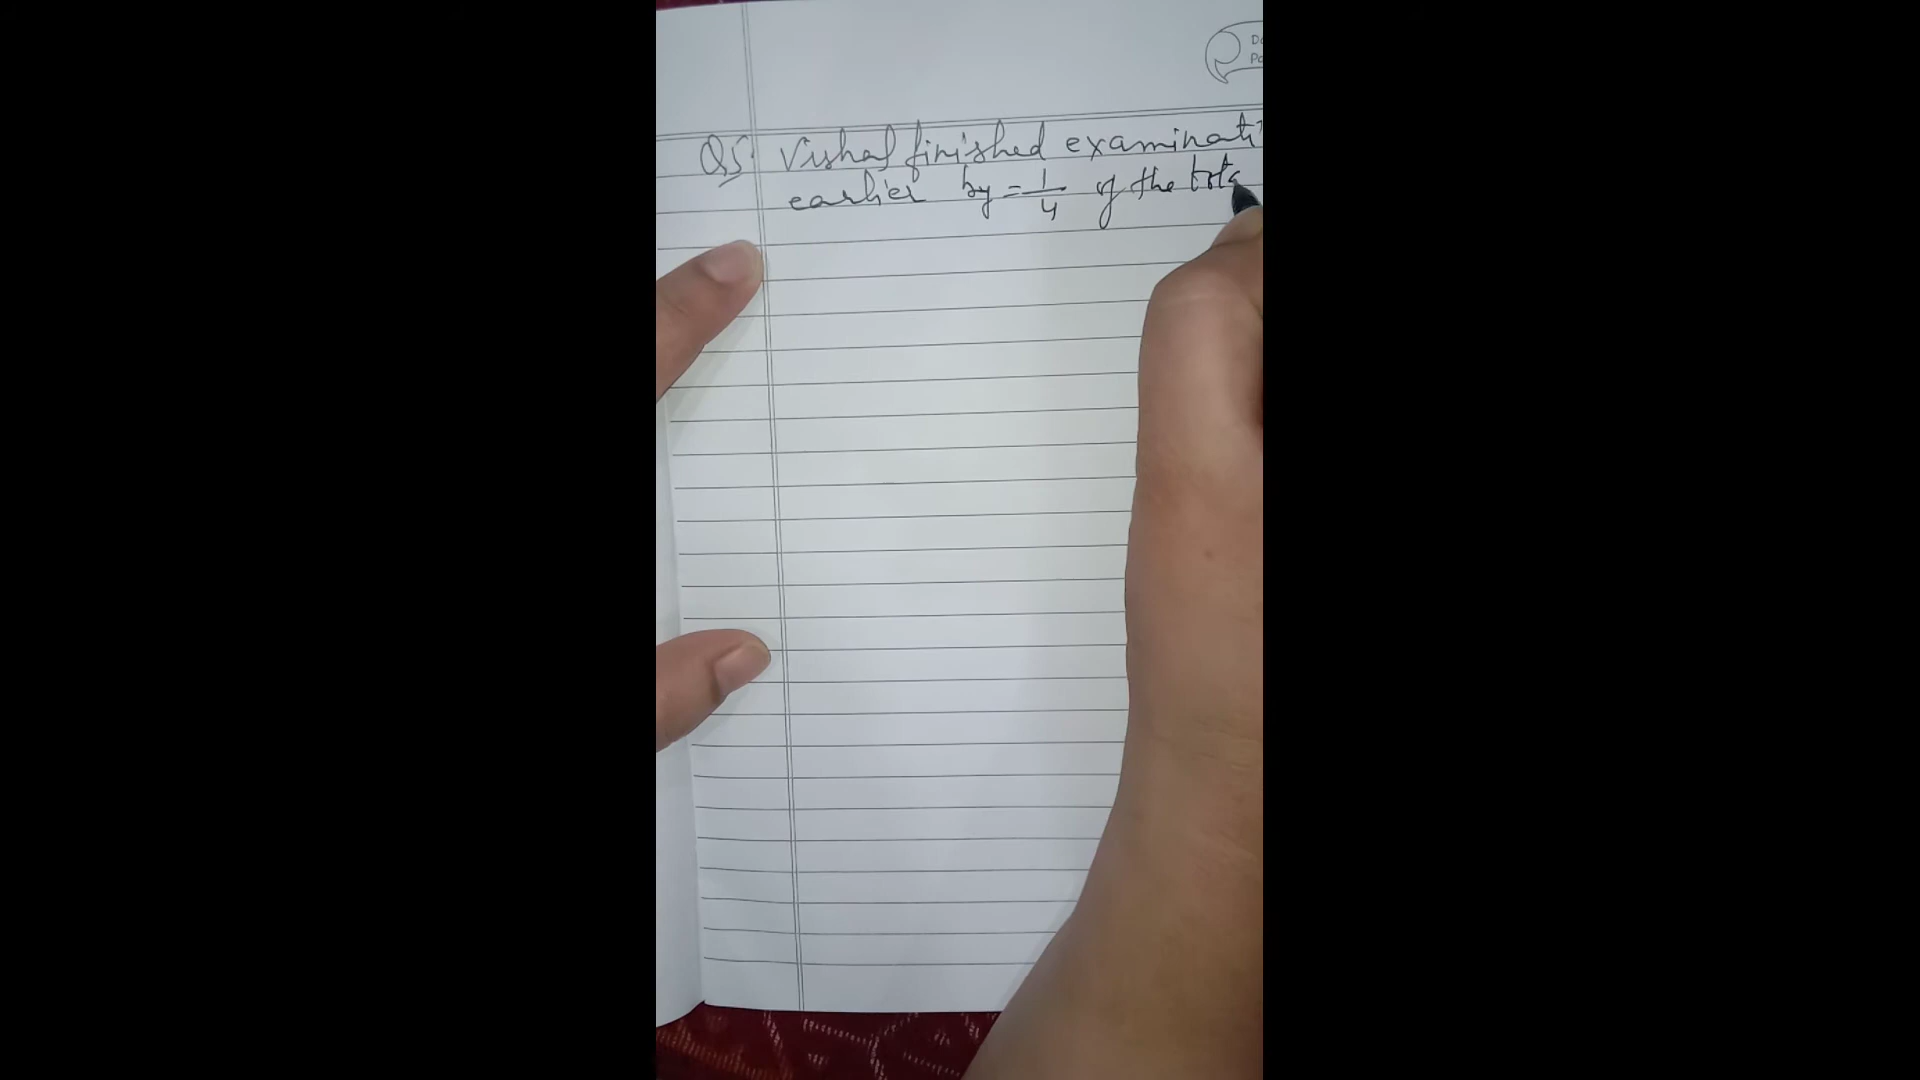 Q5 Vishal finished examinati
earlier by = 1/4 of the tota